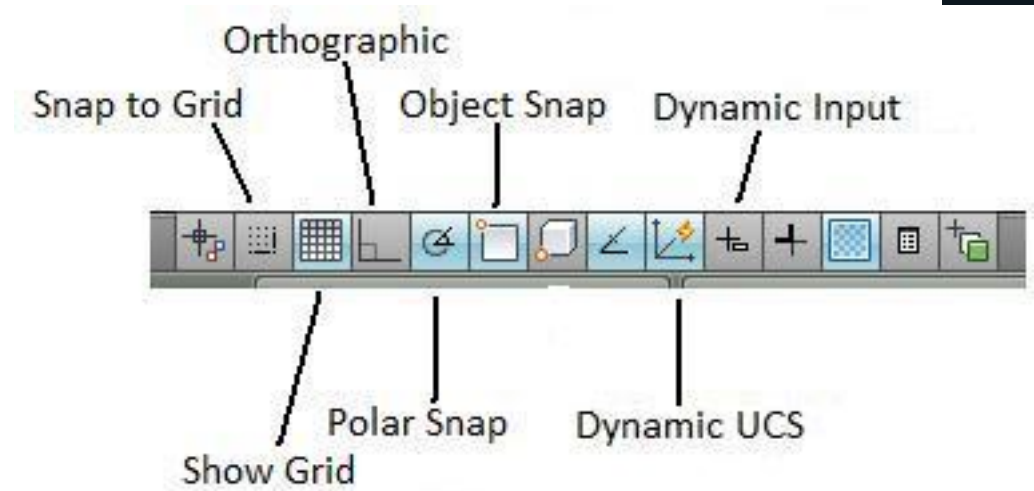 Orthographic
Snap to Grid
Object Snap
Dynamic Input
Polar Snap
Dynamic UCS
Show Grid